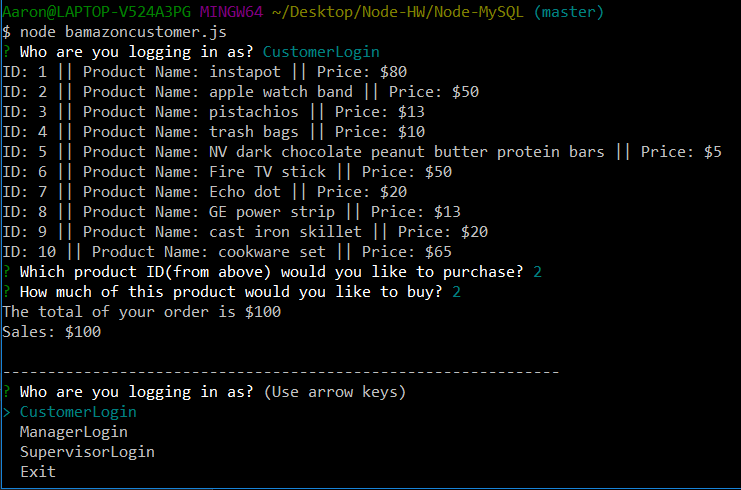 Aaron@LAPTOP-V524A3PG MINGW64 ~/Desktop/Node-HW/Node-MySQL (master)
$ node bamazoncustomer.js
? Who are you logging in as? CustomerLogin
ID: 1 || Product Name: instapot || Price: $80
ID: 2 || Product Name: apple watch band || Price: $50
ID: 3 || Product Name: pistachios || Price: $13
ID: 4 || Product Name: trash bags || Price: $10
ID: 5 || Product Name: NV dark chocolate peanut butter protein bars || Price: $5
ID: 6 || Product Name: Fire TV stick || Price: $50
ID: 7 || Product Name: Echo dot || Price: $20
ID: 8 || Product Name: GE power strip || Price: $13
ID: 9 || Product Name: cast iron skillet || Price: $20
ID: 10 || Product Name: cookware set || Price: $65
? Which product ID(from above) would you like to purchase? 2
? How much of this product would you like to buy? 2
The total of your order is $100
Sales: $100
--------------------------------------------------------------
? Who are you logging in as? (Use arrow keys)
> CustomerLogin
ManagerLogin
SupervisorLogin
Exit